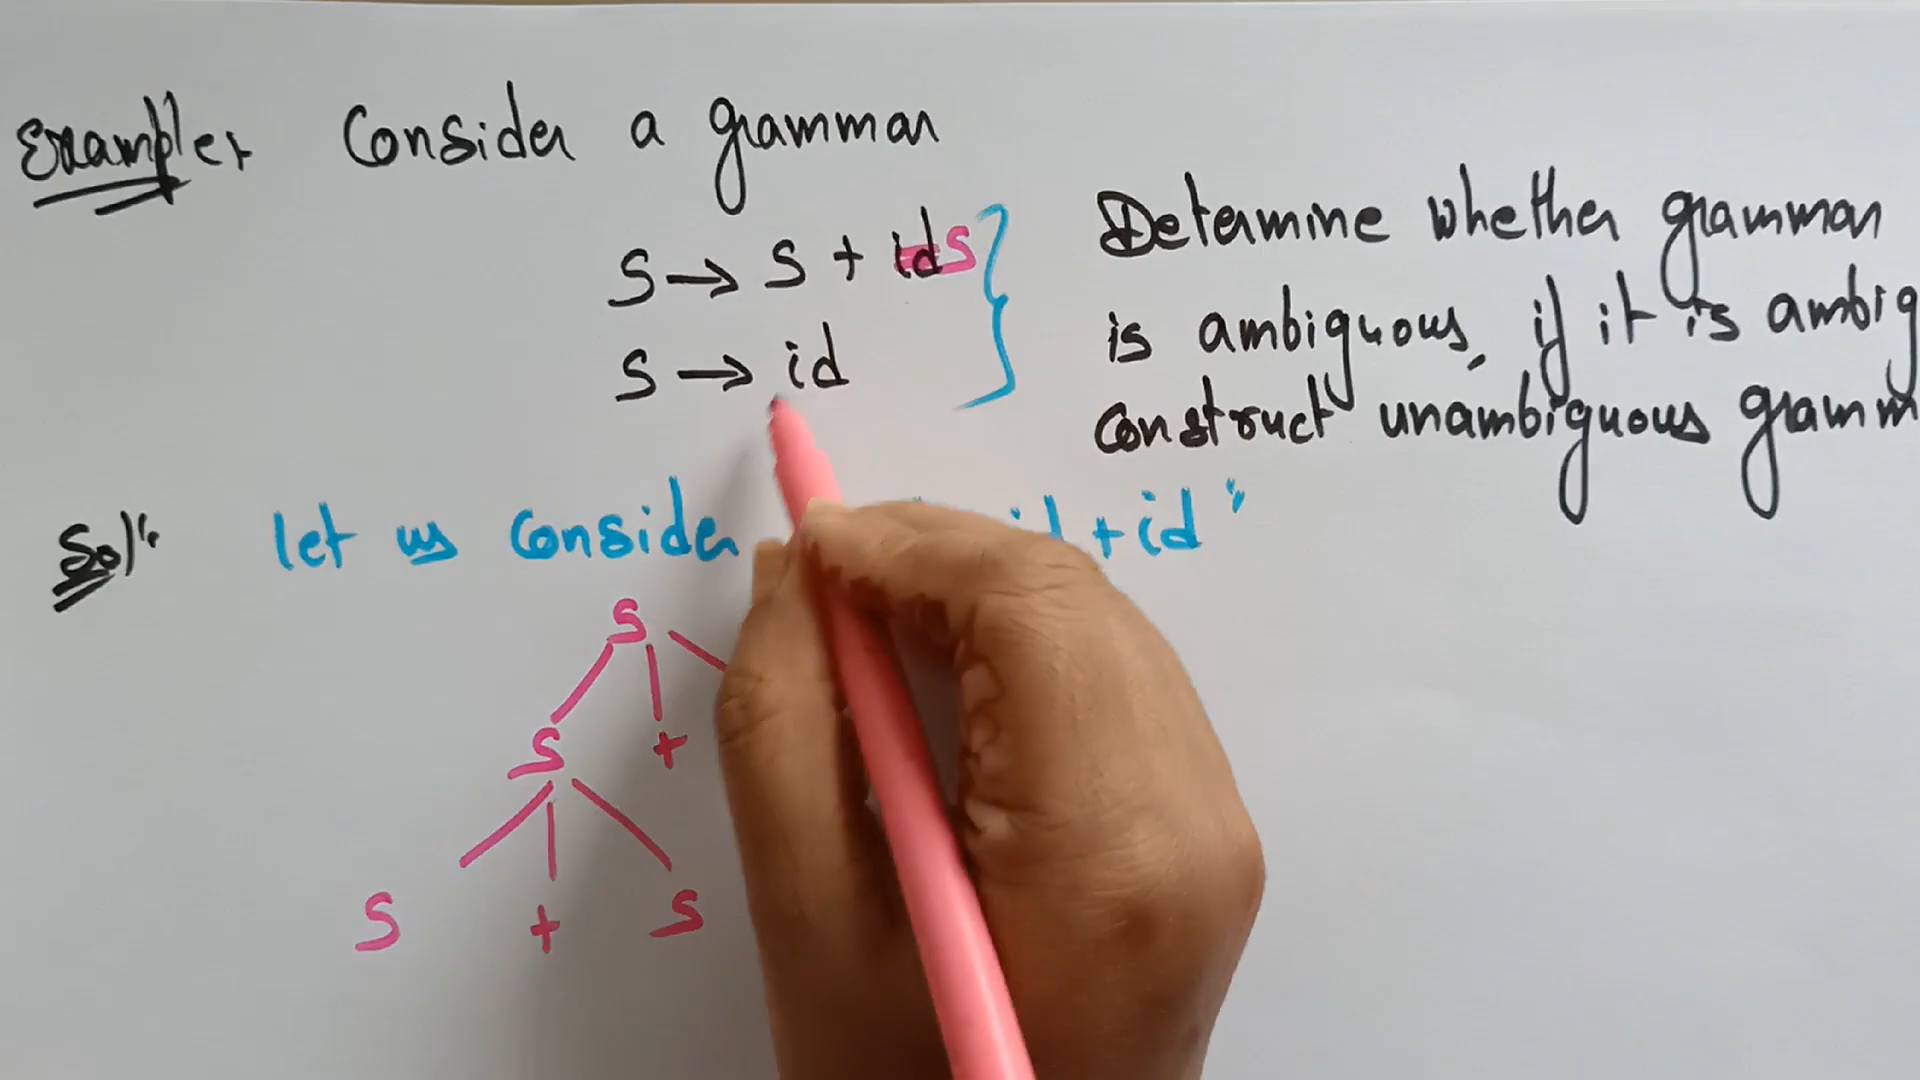 Example: Consider a grammar
S → S + S
S → id
Determine whether grammar
is ambiguous, if it is ambig
construct unambiguous gramm
Sol:
let us consider id + id"
S
S +
S + S